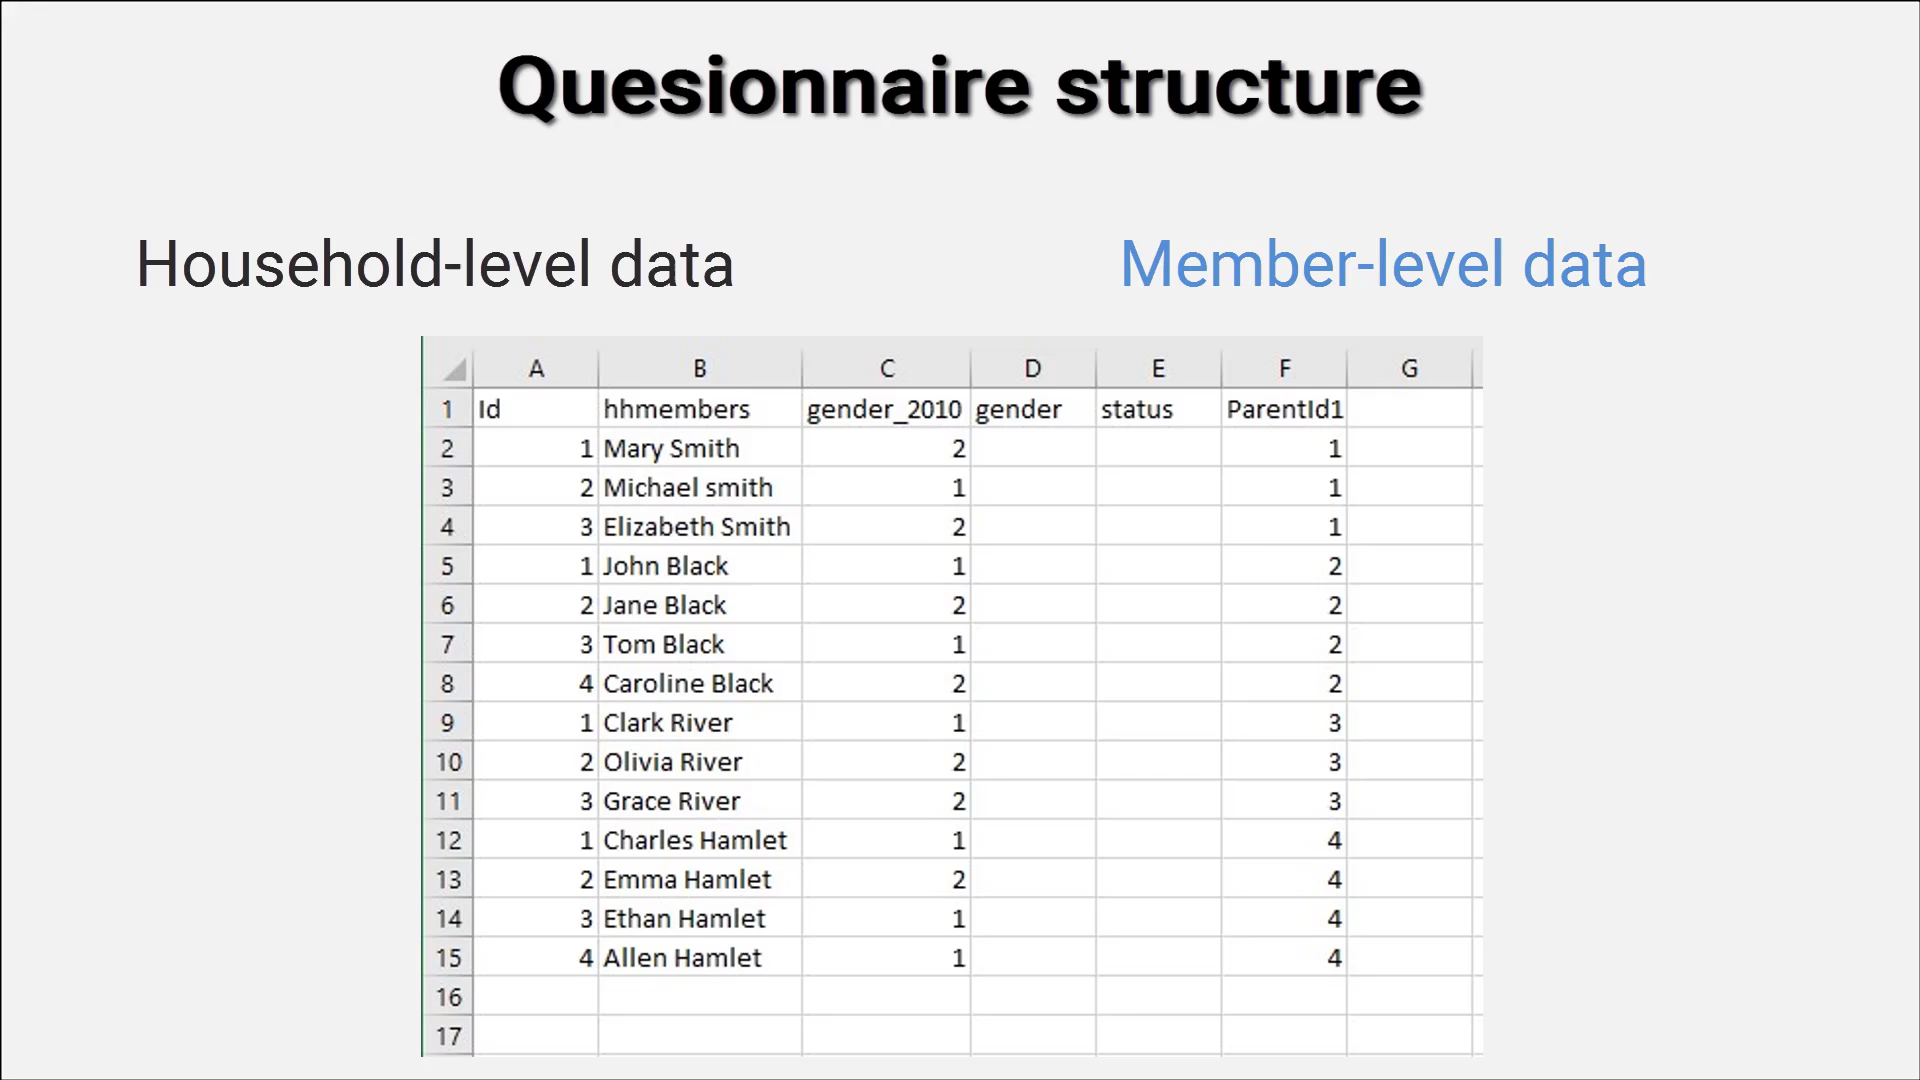 Quesionnaire structure
Household-level data Member-level data
A B C D E F G
1 Id hhmembers gender_2010 gender status ParentId1
2 1 Mary Smith 2 1
3 2 Michael smith 1 1
4 3 Elizabeth Smith 2 1
5 1 John Black 1 2
6 2 Jane Black 2 2
7 3 Tom Black 1 2
8 4 Caroline Black 2 2
9 1 Clark River 1 3
10 2 Olivia River 2 3
11 3 Grace River 2 3
12 1 Charles Hamlet 1 4
13 2 Emma Hamlet 2 4
14 3 Ethan Hamlet 1 4
15 4 Allen Hamlet 1 4
16
17